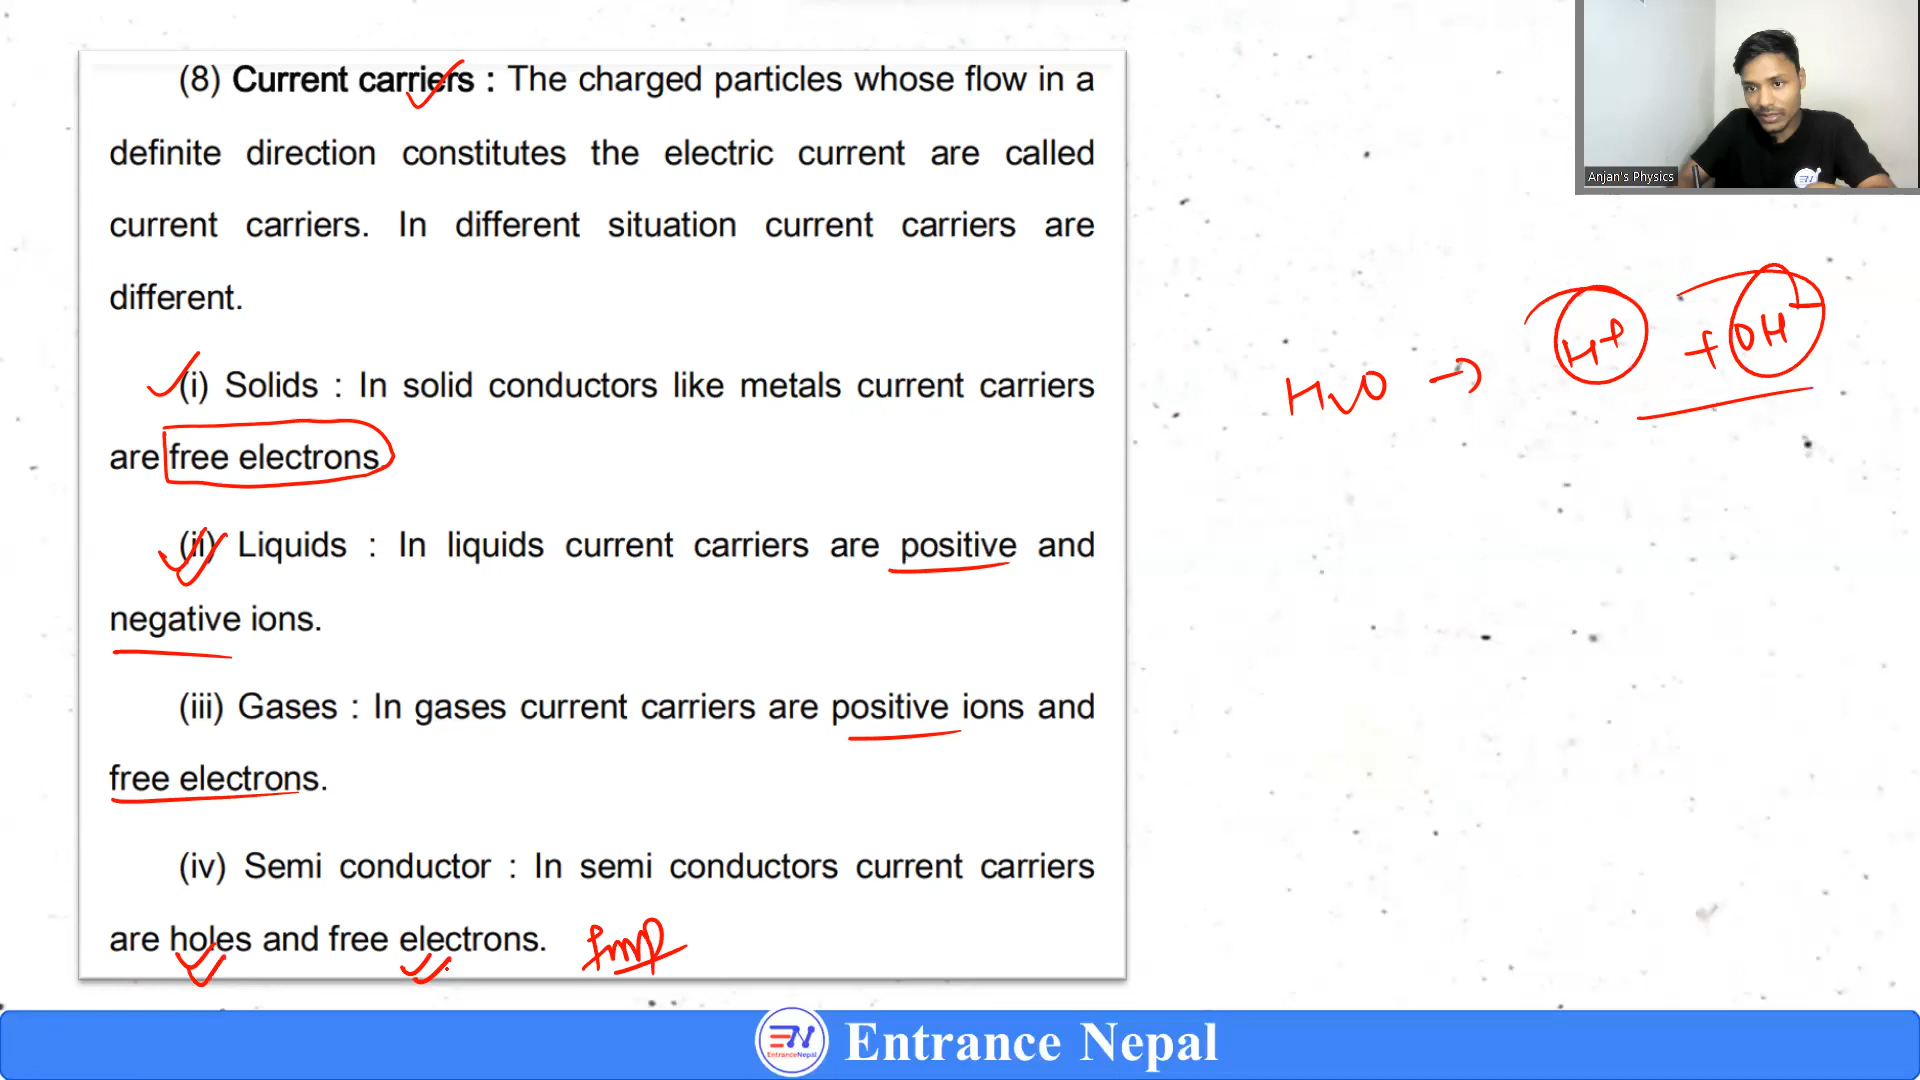 (8) Current carriers : The charged particles whose flow in a
definite direction constitutes the electric current are called
current carriers. In different situation current carriers are
different.
(i) Solids : In solid conductors like metals current carriers
are free electrons.
(ii) Liquids : In liquids current carriers are positive and
negative ions.
(iii) Gases : In gases current carriers are positive ions and
free electrons.
(iv) Semi conductor : In semi conductors current carriers
are holes and free electrons. Imp
Anjan's Physics
H₂O → H⁺ + OH⁻
EN EntranceNepal
Entrance Nepal